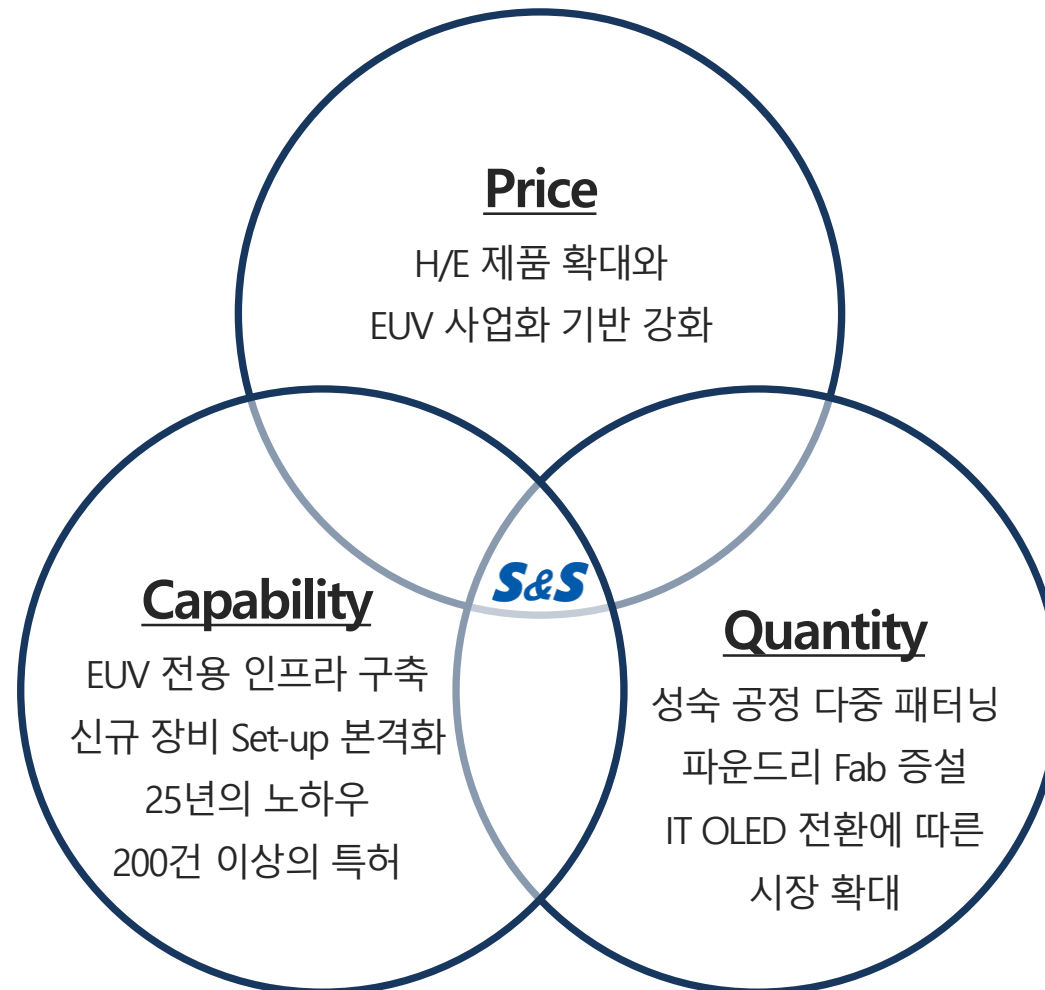 Price
H/E 제품 확대와
EUV 사업화 기반 강화
S&S
Capability
EUV 전용 인프라 구축
신규 장비 Set-up 본격화
25년의 노하우
200건 이상의 특허
Quantity
성숙 공정 다중 패터닝
파운드리 Fab 증설
IT OLED 전환에 따른
시장 확대